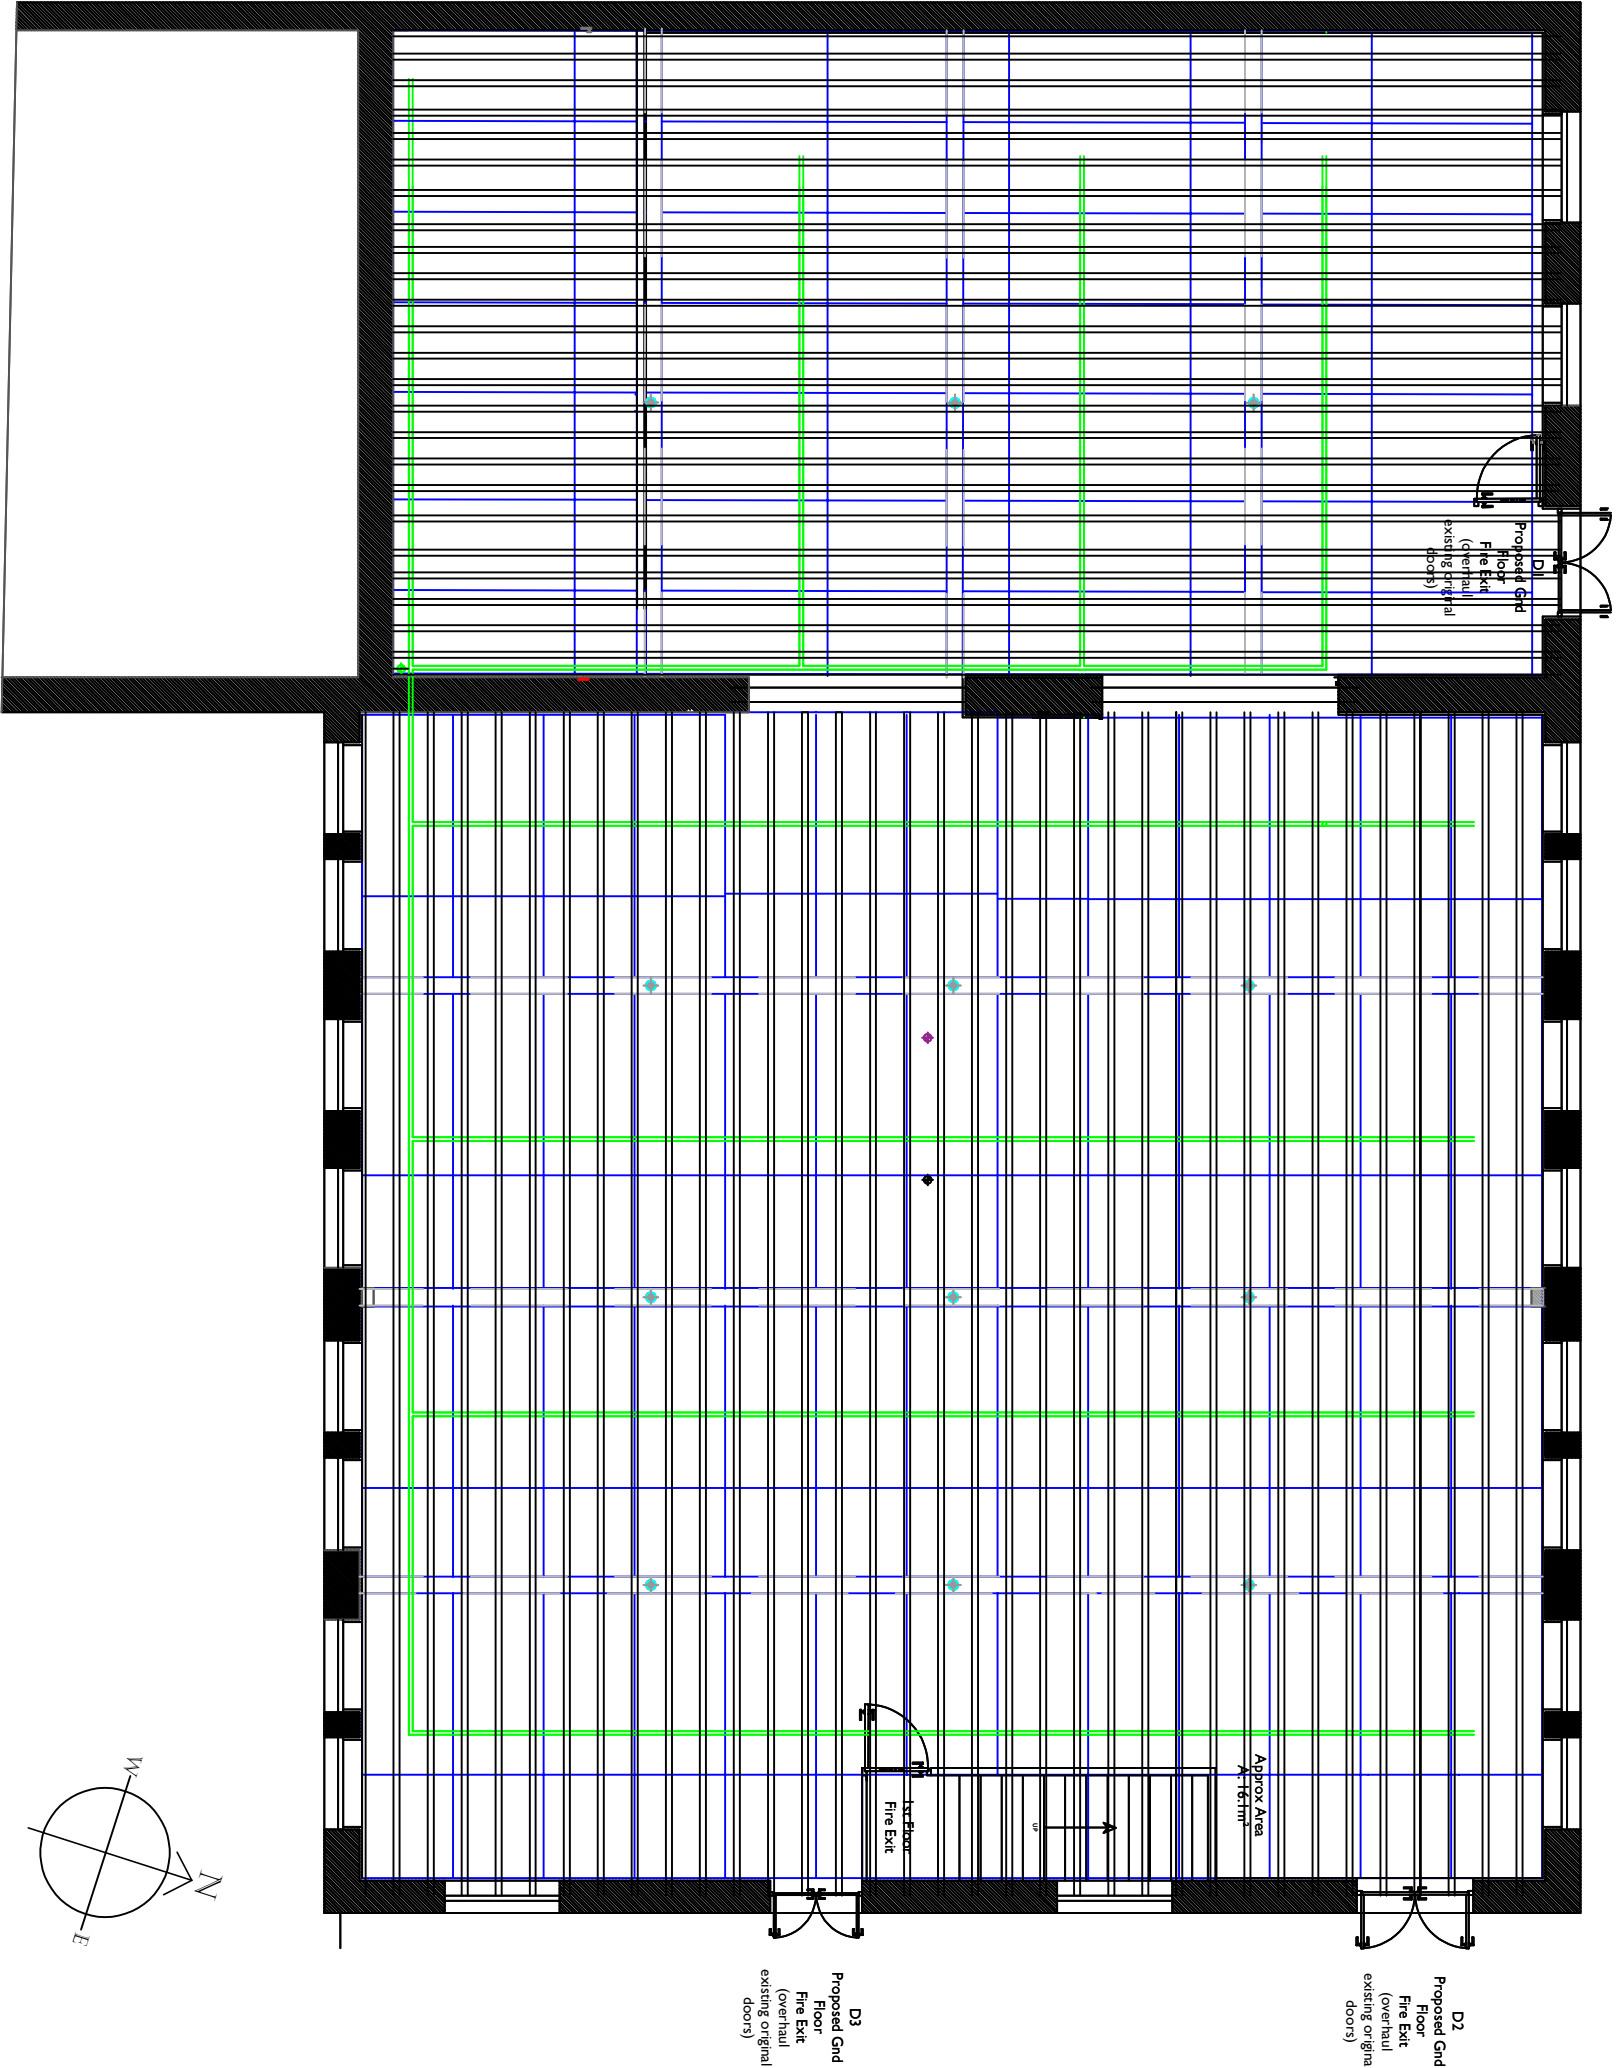 D1
Proposed Gnd
Floor
Fire Exit
(overhaul
existing original
doors)
Approx Area
A: 16.1m²
1st Floor
Fire Exit
UP
W
N
E
D3
Proposed Gnd
Floor
Fire Exit
(overhaul
existing original
doors)
D2
Proposed Gnd
Floor
Fire Exit
(overhaul
existing origina
doors)